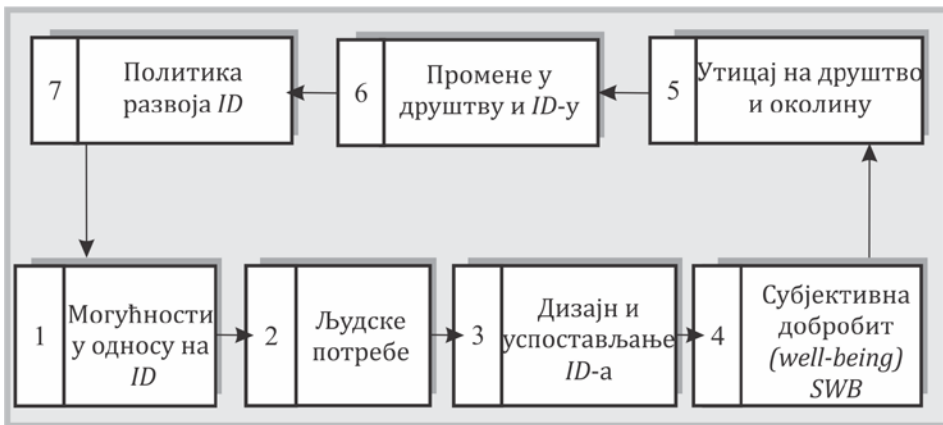 7
Политика
развоја ID
6
Промене у
друштву и ID-у
5
Утицај на друштво
и околину
1
Могућности
у односу на
ID
2
Људске
потребе
3
Дизајн и
успостављање
ID-а
4
Субјективна
добробит
(well-being)
SWB